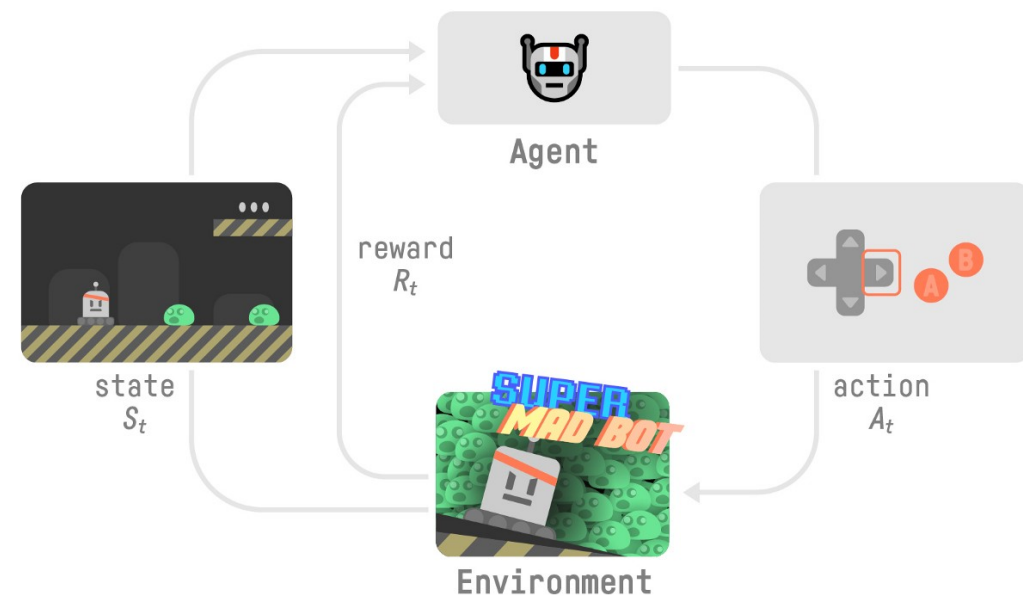 Agent
reward
Rt
state
St
B
A
action
At
SUPER
MAD BOT
Environment